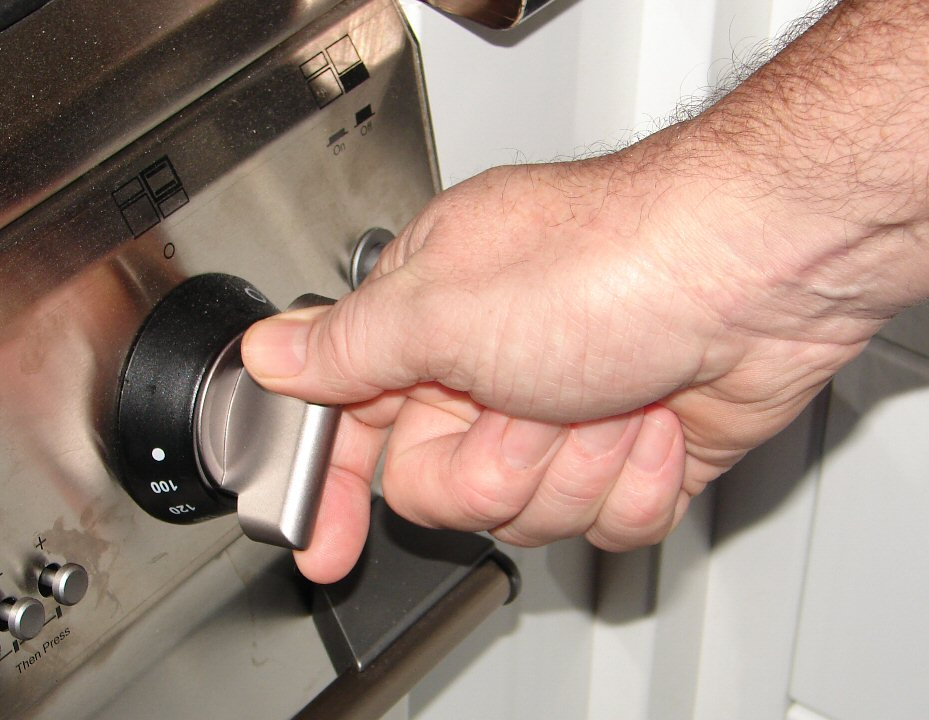 On Off
O
O
100
120
+
-
Then Press